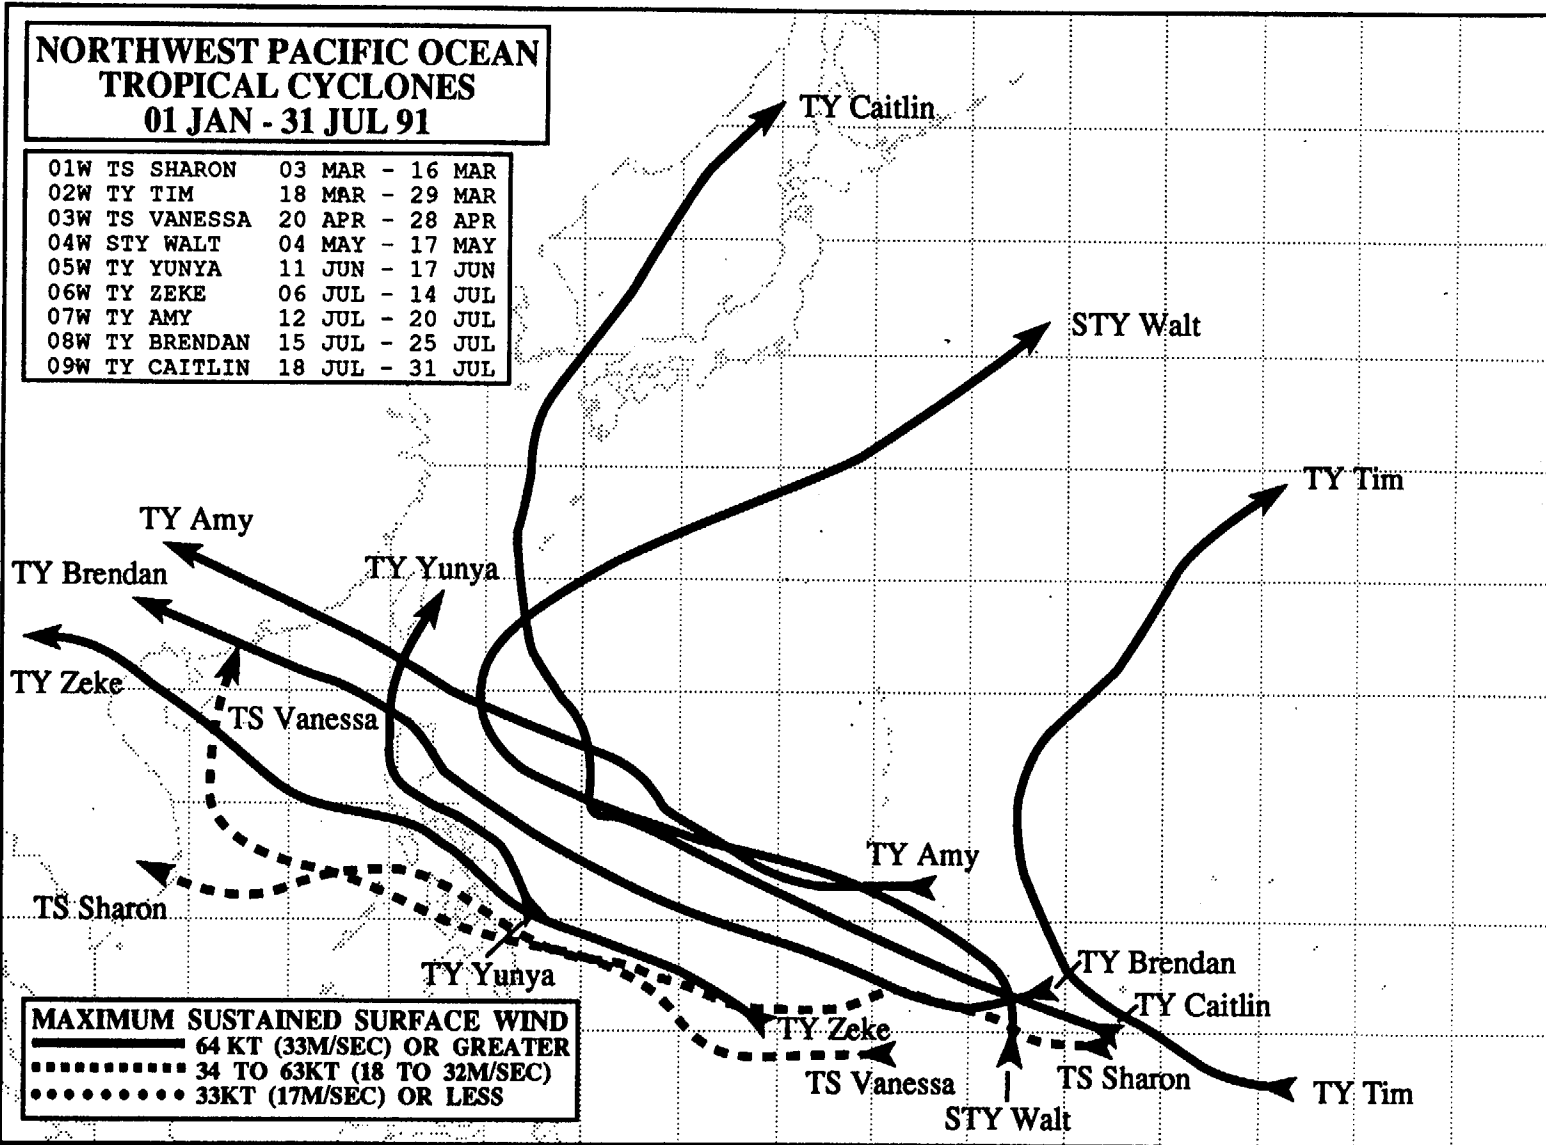 NORTHWEST PACIFIC OCEAN
TROPICAL CYCLONES
01 JAN - 31 JUL 91
01W TS SHARON 03 MAR - 16 MAR
02W TY TIM 18 MAR - 29 MAR
03W TS VANESSA 20 APR - 28 APR
04W STY WALT 04 MAY - 17 MAY
05W TY YUNYA 11 JUN - 17 JUN
06W TY ZEKE 06 JUL - 14 JUL
07W TY AMY 12 JUL - 20 JUL
08W TY BRENDAN 15 JUL - 25 JUL
09W TY CAITLIN 18 JUL - 31 JUL
TY Caitlin
STY Walt
TY Tim
TY Amy
TY Brendan
TY Yunya
TY Zeke
TS Vanessa
TY Amy
TS Sharon
TY Yunya
TY Brendan
TY Caitlin
TY Zeke
TS Vanessa
TS Sharon
STY Walt
TY Tim
MAXIMUM SUSTAINED SURFACE WIND
64 KT (33M/SEC) OR GREATER
34 TO 63KT (18 TO 32M/SEC)
33KT (17M/SEC) OR LESS